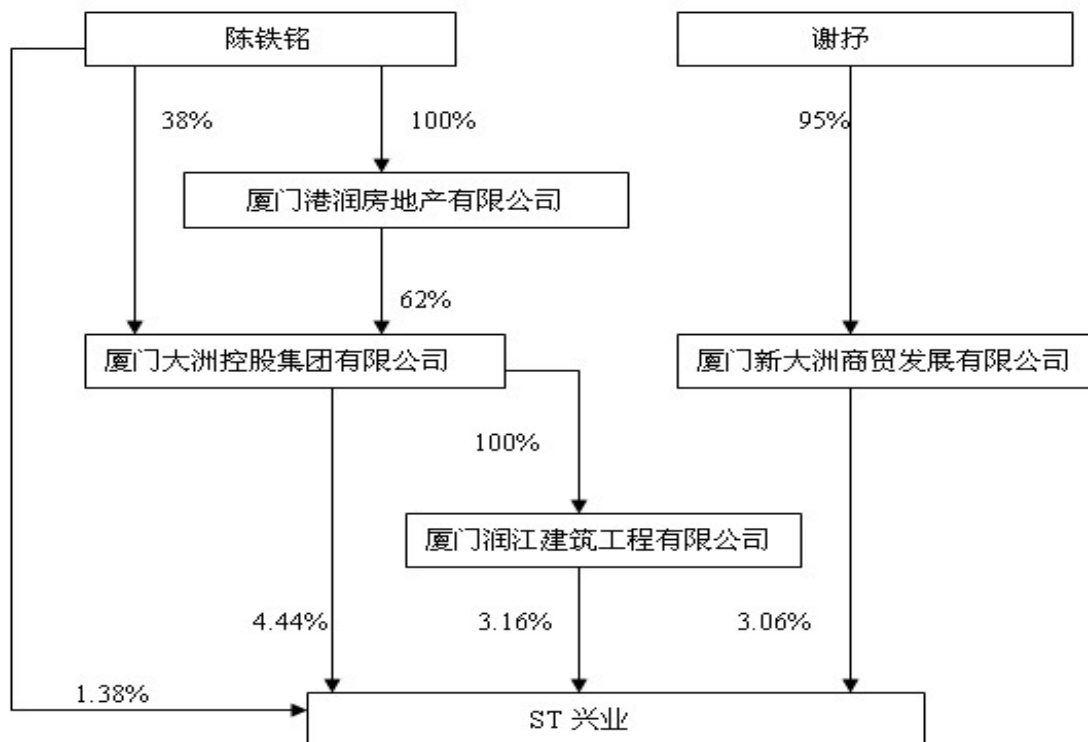 陈铁铭
谢抒
38%
100%
95%
厦门港润房地产有限公司
62%
厦门大洲控股集团有限公司
厦门新大洲商贸发展有限公司
100%
厦门润江建筑工程有限公司
4.44%
3.16%
3.06%
1.38%
ST 兴业